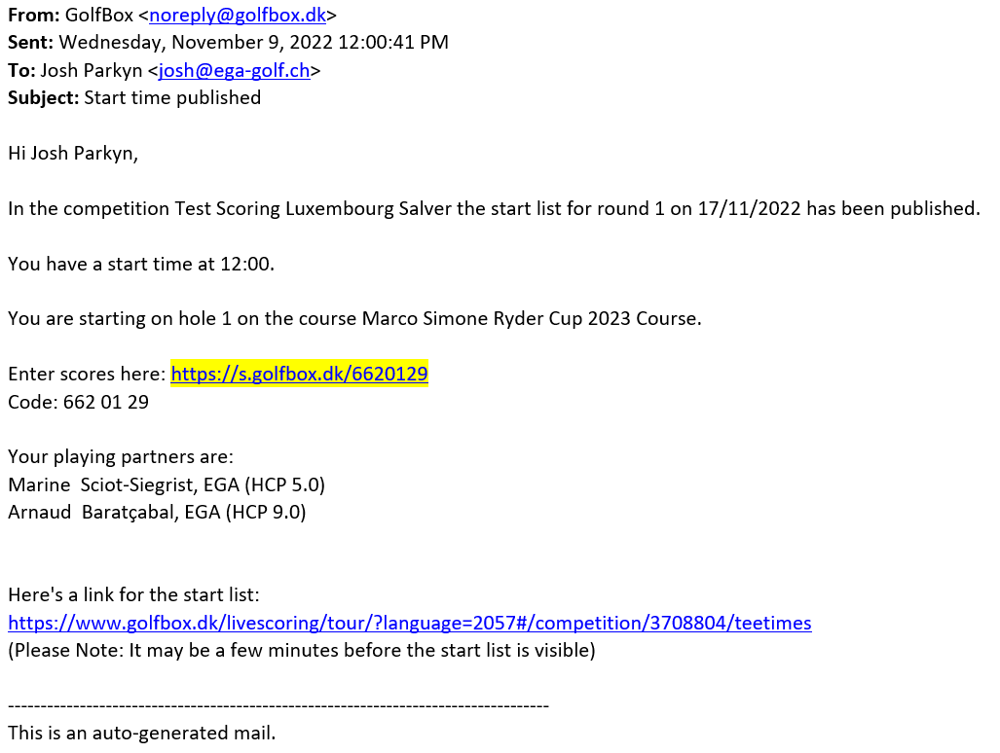 From: GolfBox <noreply@golfbox.dk>
Sent: Wednesday, November 9, 2022 12:00:41 PM
To: Josh Parkyn <josh@ega-golf.ch>
Subject: Start time published
Hi Josh Parkyn,
In the competition Test Scoring Luxembourg Salver the start list for round 1 on 17/11/2022 has been published.
You have a start time at 12:00.
You are starting on hole 1 on the course Marco Simone Ryder Cup 2023 Course.
Enter scores here: https://s.golfbox.dk/6620129
Code: 662 01 29
Your playing partners are:
Marine  Sciot-Siegrist, EGA (HCP 5.0)
Arnaud  Baratçabal, EGA (HCP 9.0)
Here's a link for the start list:
https://www.golfbox.dk/livescoring/tour/?language=2057#/competition/3708804/teetimes
(Please Note: It may be a few minutes before the start list is visible)
-----------------------------------------------------------------------------------
This is an auto-generated mail.